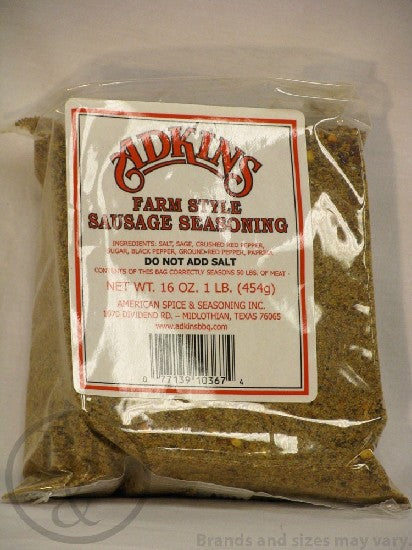 ADKINS
FARM STYLE
SAUSAGE SEASONING
INGREDIENTS: SALT, SAGE, CRUSHED RED PEPPER,
SUGAR, BLACK PEPPER, GROUND RED PEPPER, PAPRIKA
DO NOT ADD SALT
CONTENTS OF THIS BAG CORRECTLY SEASONS 50 LBS. OF MEAT -
NET WT. 16 OZ. 1 LB. (454g)
AMERICAN SPICE & SEASONING INC.
1070 DIVIDEND RD. – MIDLOTHIAN, TEXAS 76065
www.adkinsbbq.com
0 77139 10367 4
Brands and sizes may vary.